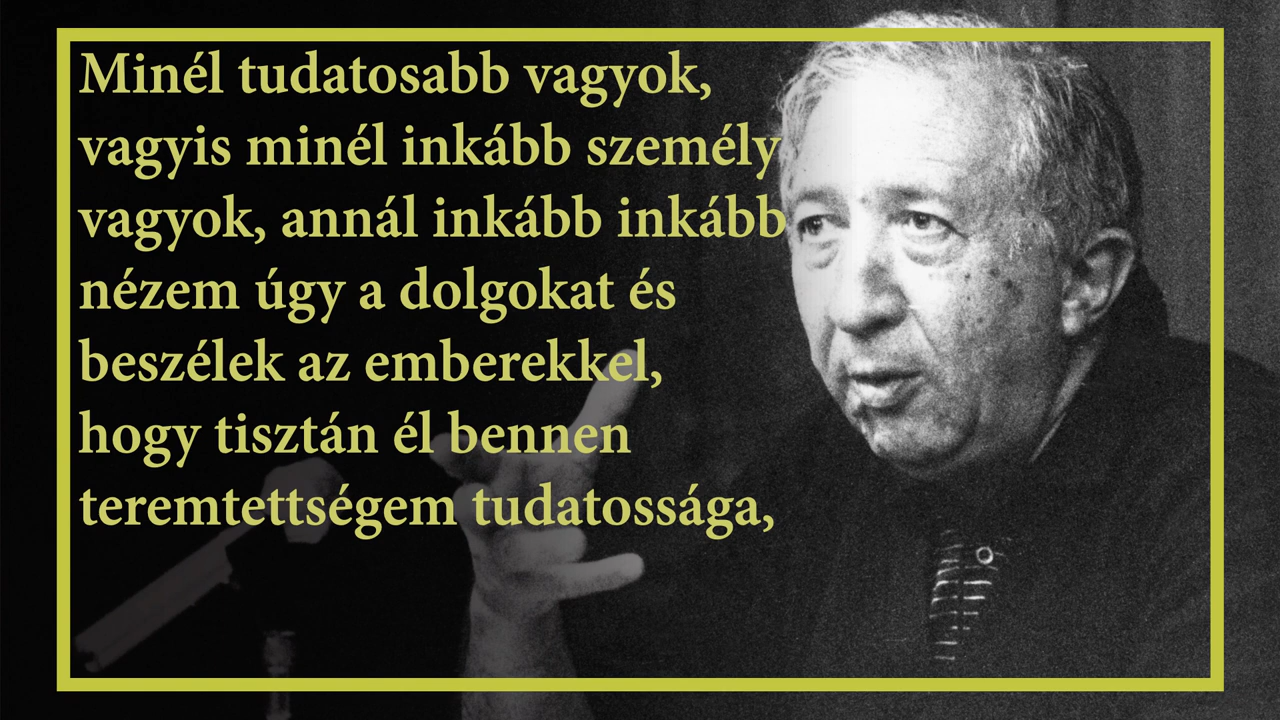 Minél tudatosabb vagyok,
vagyis minél inkább személy
vagyok, annál inkább inkább
nézem úgy a dolgokat és
beszélek az emberekkel,
hogy tisztán él bennen
teremtettségem tudatossága,